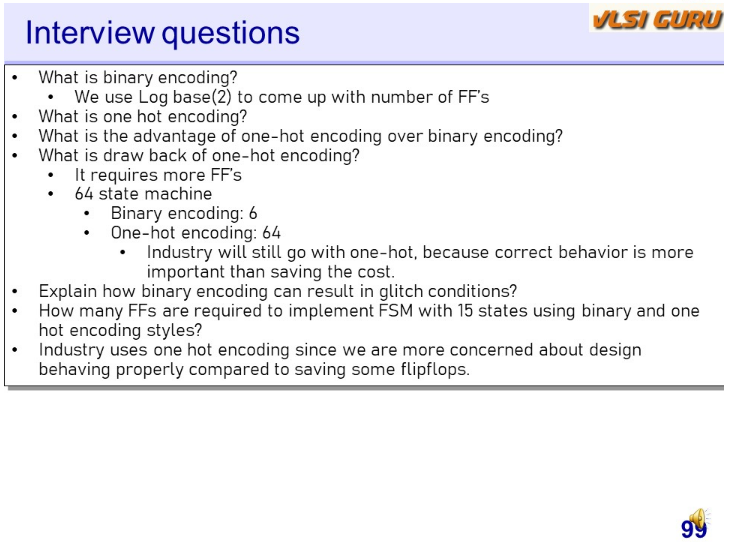 Interview questions
VLSI GURU
• What is binary encoding?
• We use Log base(2) to come up with number of FF's
• What is one hot encoding?
• What is the advantage of one-hot encoding over binary encoding?
• What is draw back of one-hot encoding?
• It requires more FF's
• 64 state machine
• Binary encoding: 6
• One-hot encoding: 64
• Industry will still go with one-hot, because correct behavior is more
important than saving the cost.
• Explain how binary encoding can result in glitch conditions?
• How many FFs are required to implement FSM with 15 states using binary and one
hot encoding styles?
• Industry uses one hot encoding since we are more concerned about design
behaving properly compared to saving some flipflops.
99